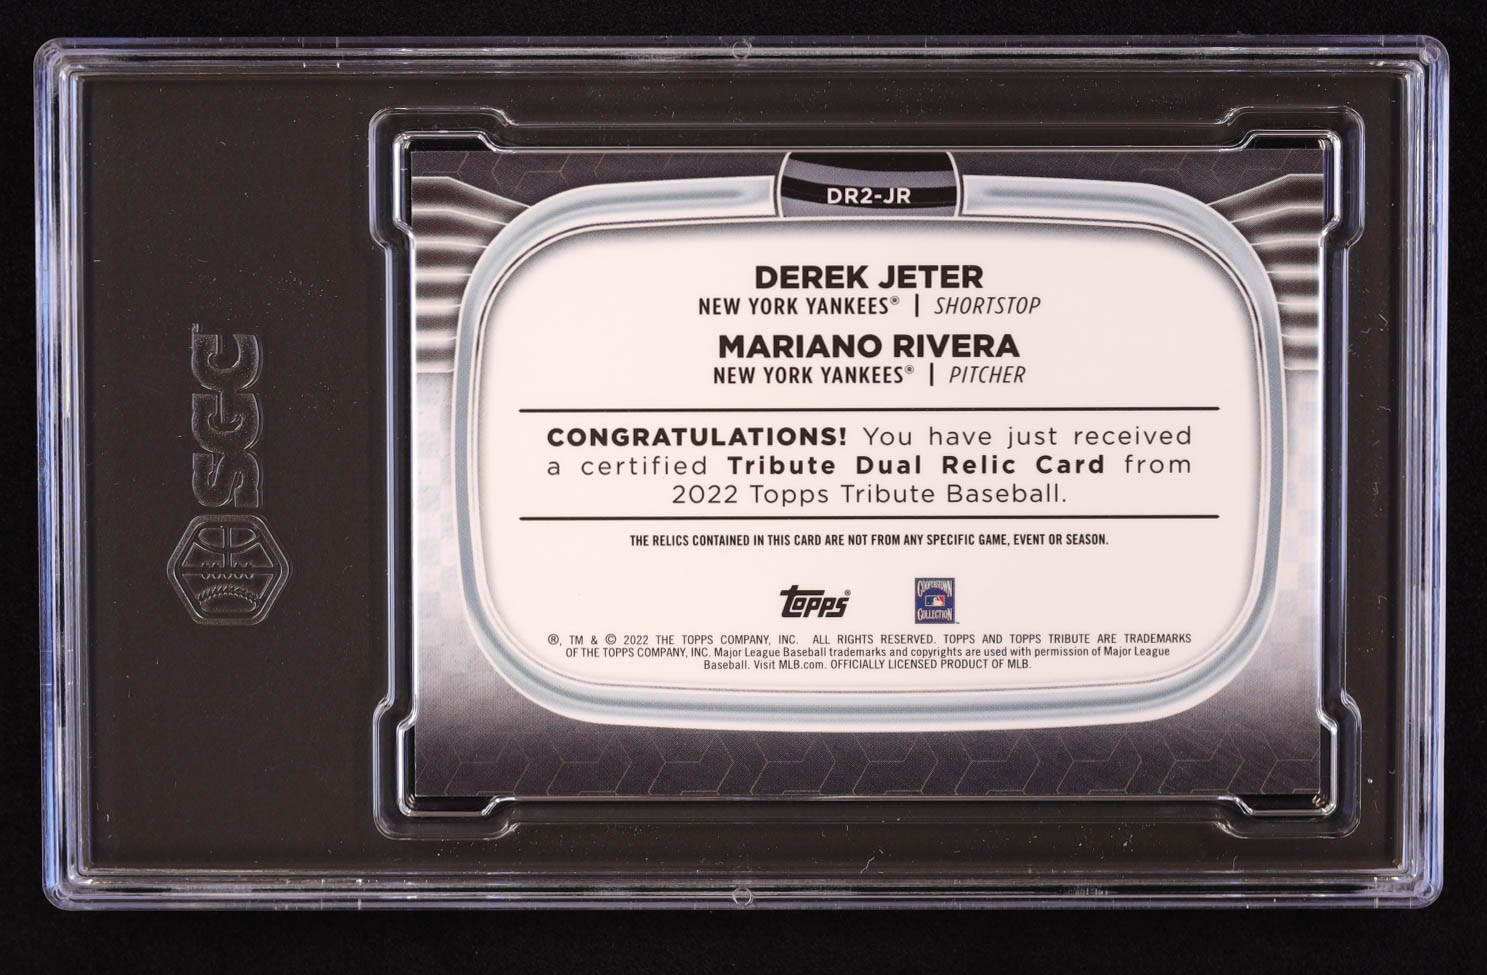 DR2-JR
DEREK JETER
NEW YORK YANKEES® | SHORTSTOP
MARIANO RIVERA
NEW YORK YANKEES® | PITCHER
CONGRATULATIONS! You have just received
a certified Tribute Dual Relic Card from
2022 Topps Tribute Baseball.
THE RELICS CONTAINED IN THIS CARD ARE NOT FROM ANY SPECIFIC GAME, EVENT OR SEASON.
topps®
COOPERSTOWN
COLLECTION
®, TM & © 2022 THE TOPPS COMPANY, INC. ALL RIGHTS RESERVED. TOPPS AND TOPPS TRIBUTE ARE TRADEMARKS
OF THE TOPPS COMPANY, INC. Major League Baseball trademarks and copyrights are used with permission of Major League
Baseball. Visit MLB.com. OFFICIALLY LICENSED PRODUCT OF MLB.
SGC™